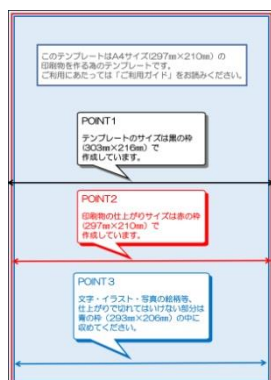 このテンプレートはA4サイズ(297㎜×210㎜)の
印刷物を作る為のテンプレートです。
ご利用にあたっては「ご利用ガイド」をお読みください。
POINT1
テンプレートのサイズは黒の枠
(303㎜×216㎜)で
作成しています。
POINT2
印刷物の仕上がりサイズは赤の枠
(297㎜×210㎜)で
作成しています。
POINT3
文字・イラスト・写真の絵柄等、
仕上がりで切れてはいけない部分は
青の枠(293㎜×206㎜)の中に
収めてください。